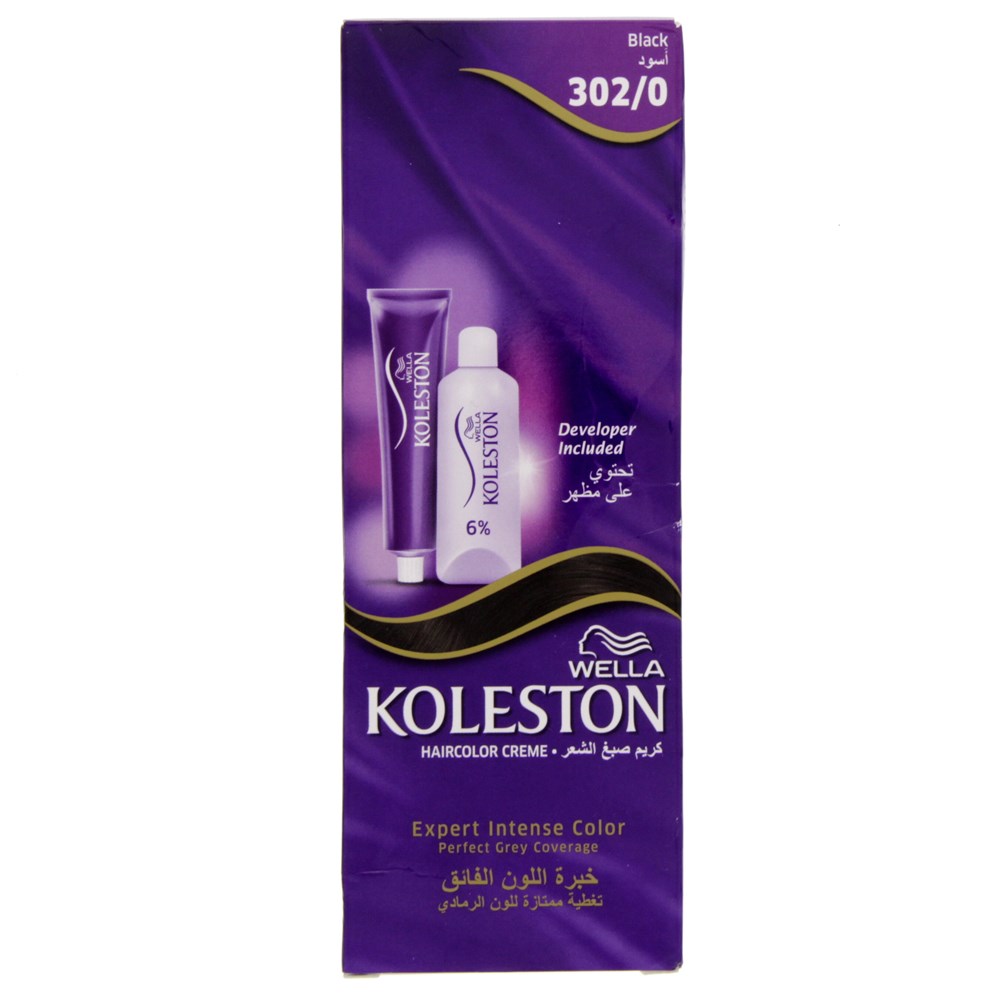 Black
أسود
302/0
WELLA
KOLESTON
WELLA
KOLESTON
6%
Developer
Included
تحتوي
على مظهر
WELLA
KOLESTON
HAIRCOLOR CREME • كريم صبغ الشعر
Expert Intense Color
Perfect Grey Coverage
خبرة اللون الفائق
تغطية ممتازة للون الرمادي